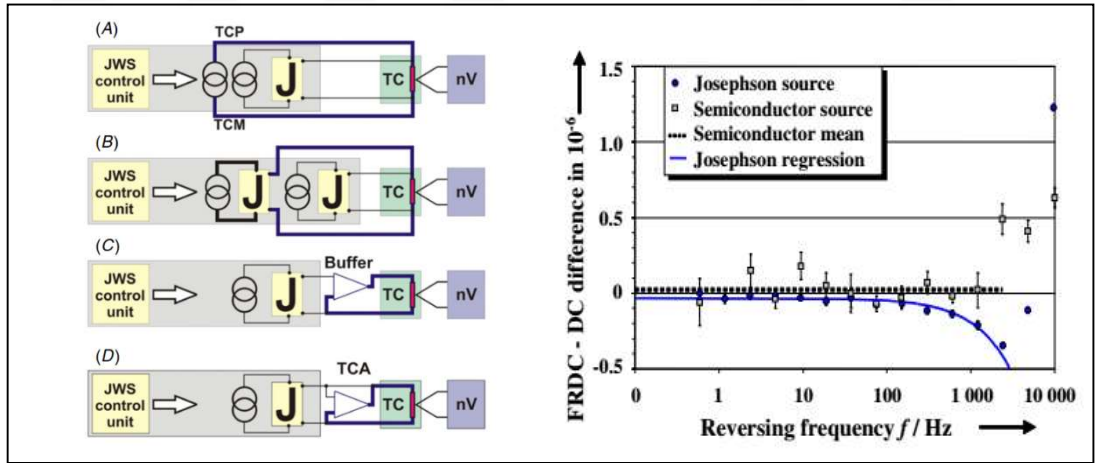 (A)
TCP
JWS
control
unit
J
TC
nV
TCM
(B)
JWS
control
unit
J
J
TC
nV
(C)
Buffer
JWS
control
unit
J
TC
nV
(D)
TCA
JWS
control
unit
J
TC
nV
FRDC - DC difference in 10⁻⁶
1.5
1.0
0.5
0
-0.5
Josephson source
Semiconductor source
Semiconductor mean
Josephson regression
0 1 10 100 1 000 10 000
Reversing frequency f / Hz